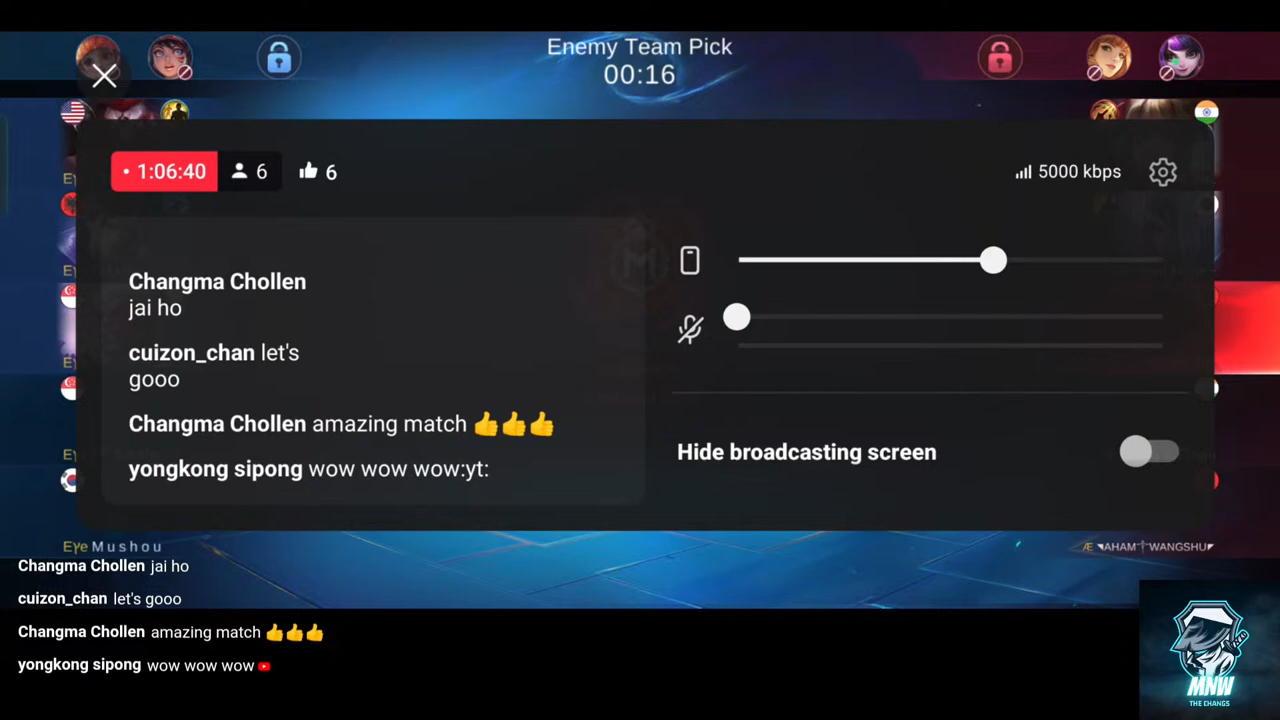 Enemy Team Pick
00:16
1:06:40
6
6
5000 kbps
Changma Chollen
jai ho
cuizon_chan let's
gooo
Changma Chollen amazing match 👍👍👍
yongkong sipong wow wow wow:yt:
Hide broadcasting screen
Eγe Mushou
Æ ◥AHAM†WANGSHU◤
Changma Chollen jai ho
cuizon_chan let's gooo
Changma Chollen amazing match 👍👍👍
yongkong sipong wow wow wow
MNW
THE CHANGS